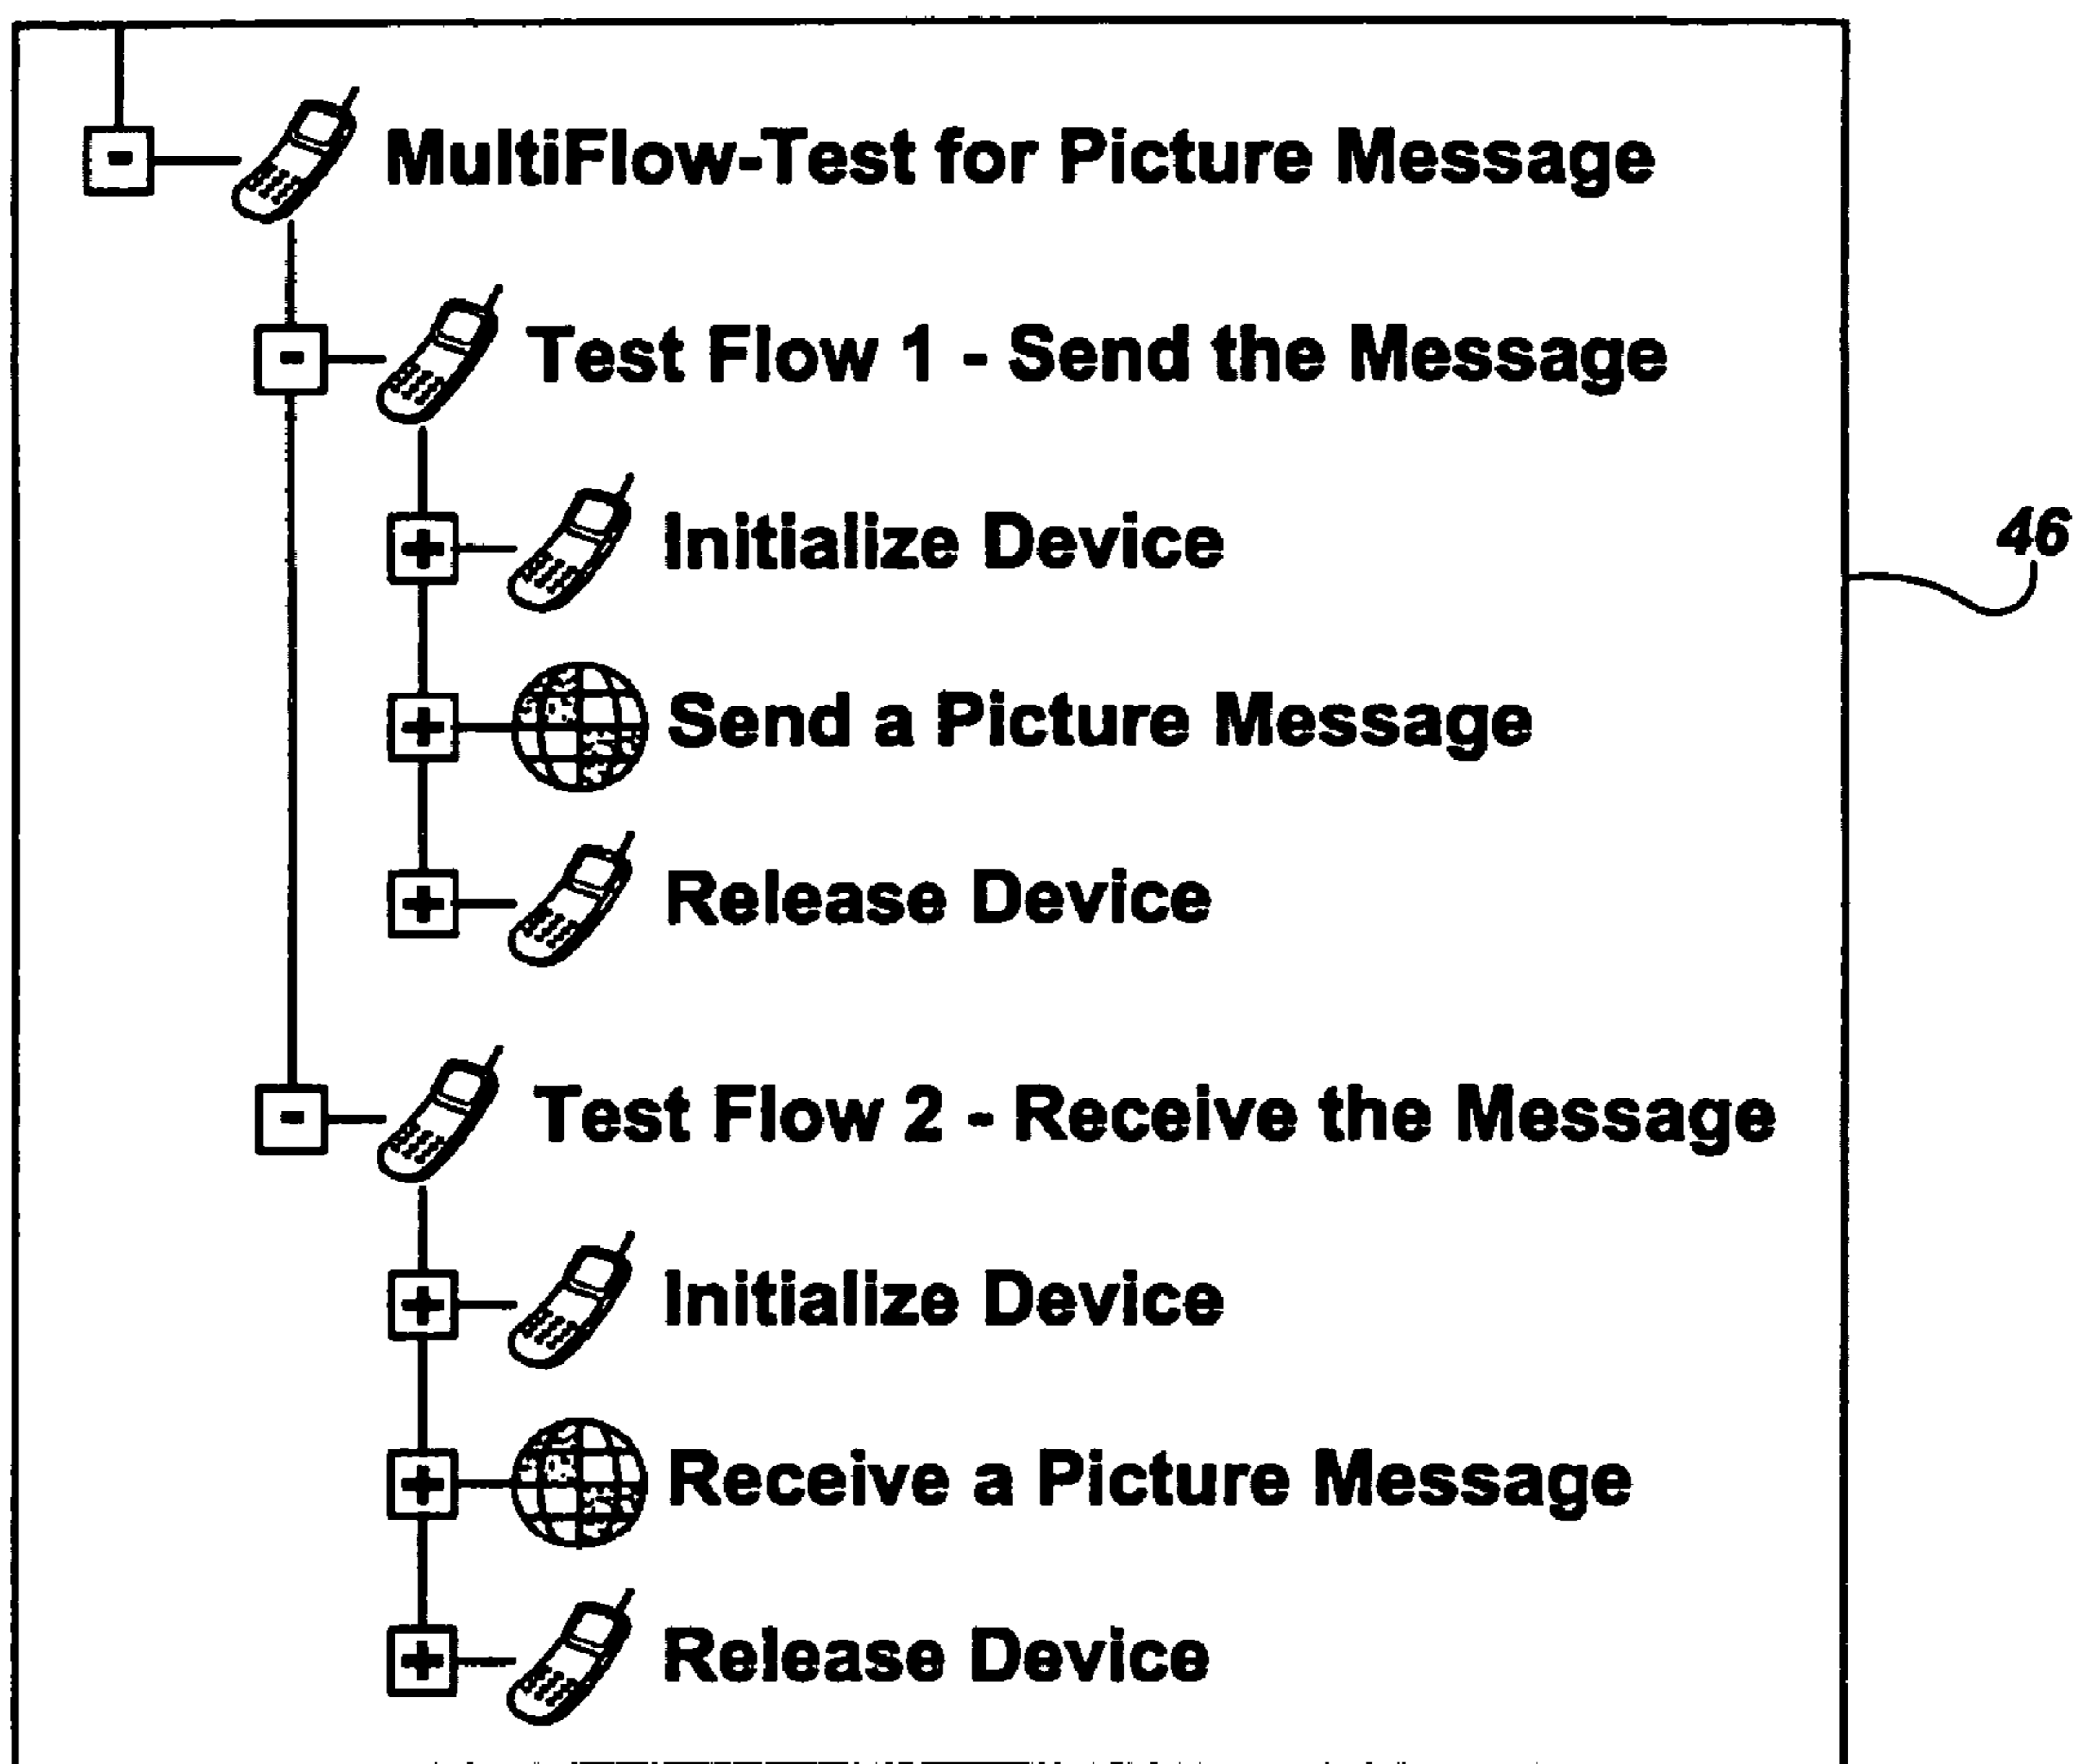 MultiFlow-Test for Picture Message
Test Flow 1 - Send the Message
Initialize Device
46
Send a Picture Message
Release Device
Test Flow 2 - Receive the Message
Initialize Device
Receive a Picture Message
Release Device